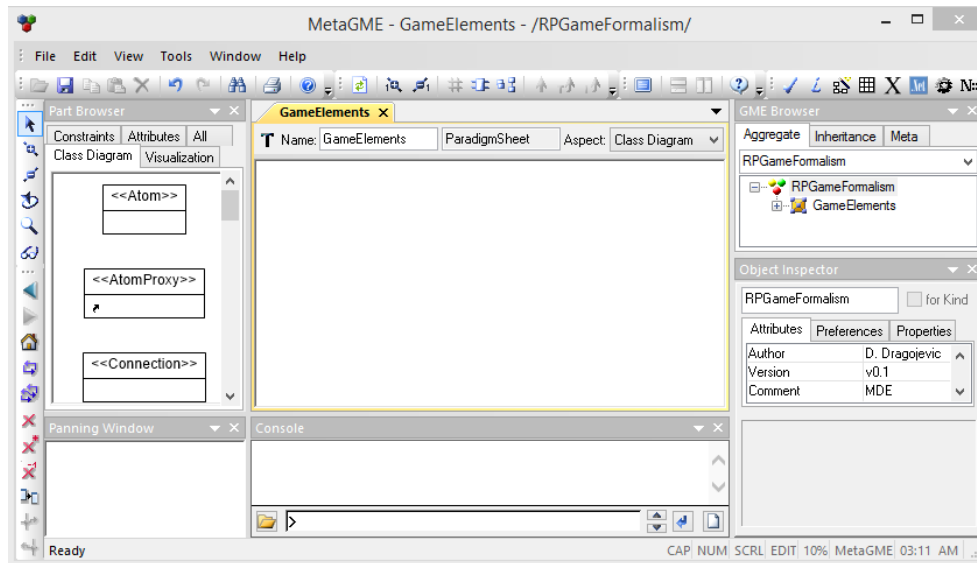 MetaGME - GameElements - /RPGameFormalism/
File Edit View Tools Window Help
Part Browser
Constraints Attributes All
Class Diagram Visualization
<<Atom>>
<<AtomProxy>>
<<Connection>>
GameElements X
T Name: GameElements ParadigmSheet Aspect: Class Diagram
GME Browser
Aggregate Inheritance Meta
RPGameFormalism
RPGameFormalism
GameElements
Object Inspector
RPGameFormalism for Kind
Attributes Preferences Properties
Author D. Dragojevic
Version v0.1
Comment MDE
Panning Window
Console
>
Ready
CAP NUM SCRL EDIT 10% MetaGME 03:11 AM